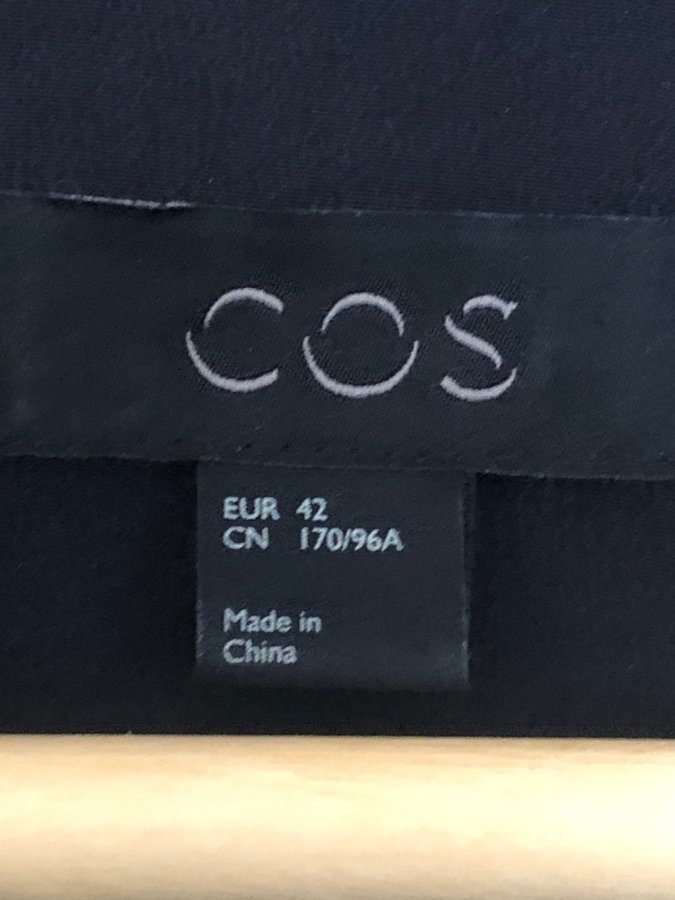 COS
EUR 42
CN 170/96A
Made in
China